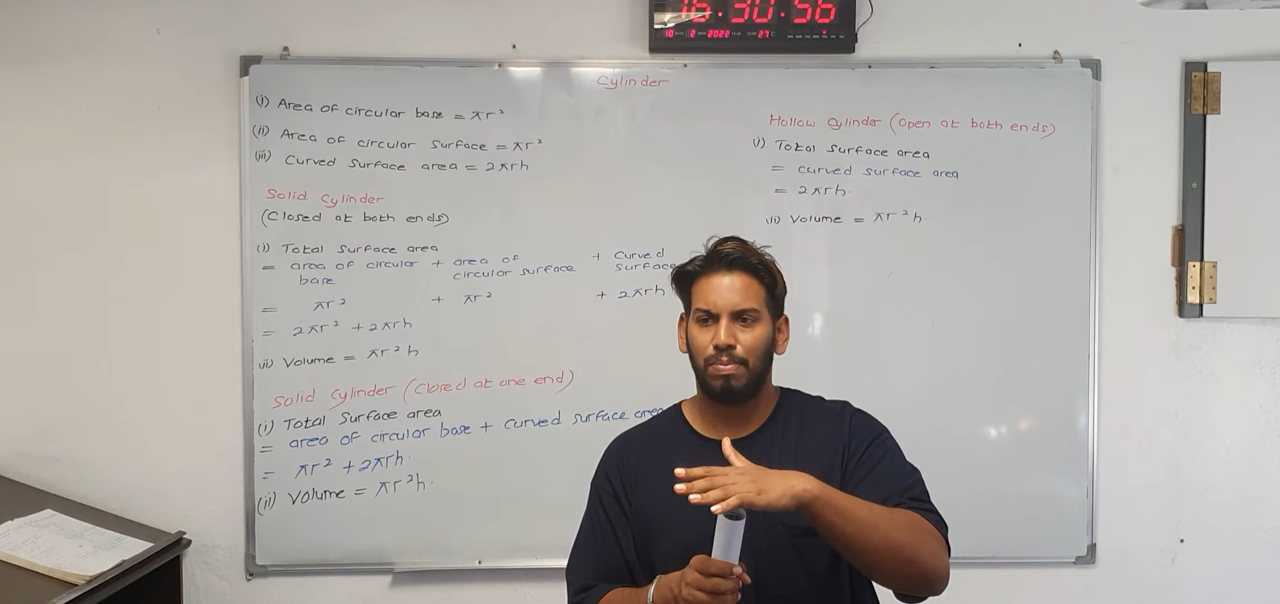 16:30:56
10 2 2022 27°C
Cylinder
(i) Area of circular base = πr²
(ii) Area of circular surface = πr²
(iii) Curved surface area = 2πrh
Solid Cylinder
(Closed at both ends)
(i) Total surface area
= area of circular base + area of circular surface + curved surface
= πr² + πr² + 2πrh
= 2πr² + 2πrh
(ii) Volume = πr²h
Solid Cylinder (Closed at one end)
(i) Total Surface area
= area of circular base + curved surface area
= πr² + 2πrh.
(ii) Volume = πr²h.
Hollow Cylinder (Open at both ends)
(i) Total surface area
= curved surface area
= 2πrh.
(ii) Volume = πr²h.